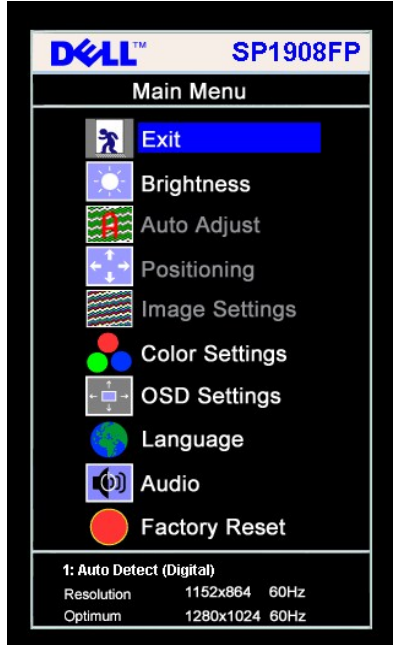 DELL™ SP1908FP
Main Menu
Exit
Brightness
A
Auto Adjust
Positioning
Image Settings
Color Settings
OSD Settings
Language
Audio
Factory Reset
1: Auto Detect (Digital)
Resolution 1152x864 60Hz
Optimum 1280x1024 60Hz